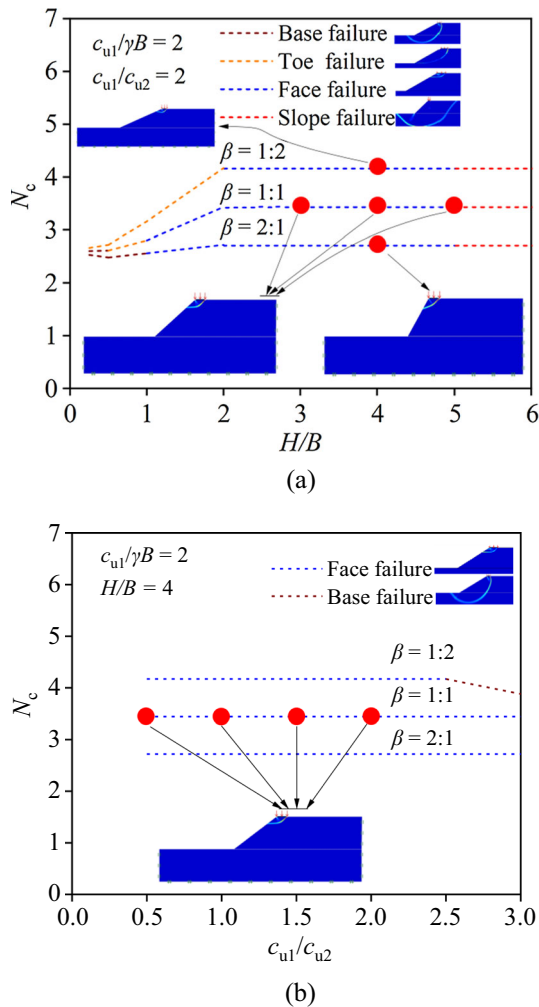 7
6
5
4
3
2
1
0
N_c
c_u1/γB = 2
c_u1/c_u2 = 2
Base failure
Toe failure
Face failure
Slope failure
β = 1:2
β = 1:1
β = 2:1
0 1 2 3 4 5 6
H/B
(a)
7
6
5
4
3
2
1
0
N_c
c_u1/γB = 2
H/B = 4
Face failure
Base failure
β = 1:2
β = 1:1
β = 2:1
0.0 0.5 1.0 1.5 2.0 2.5 3.0
c_u1/c_u2
(b)